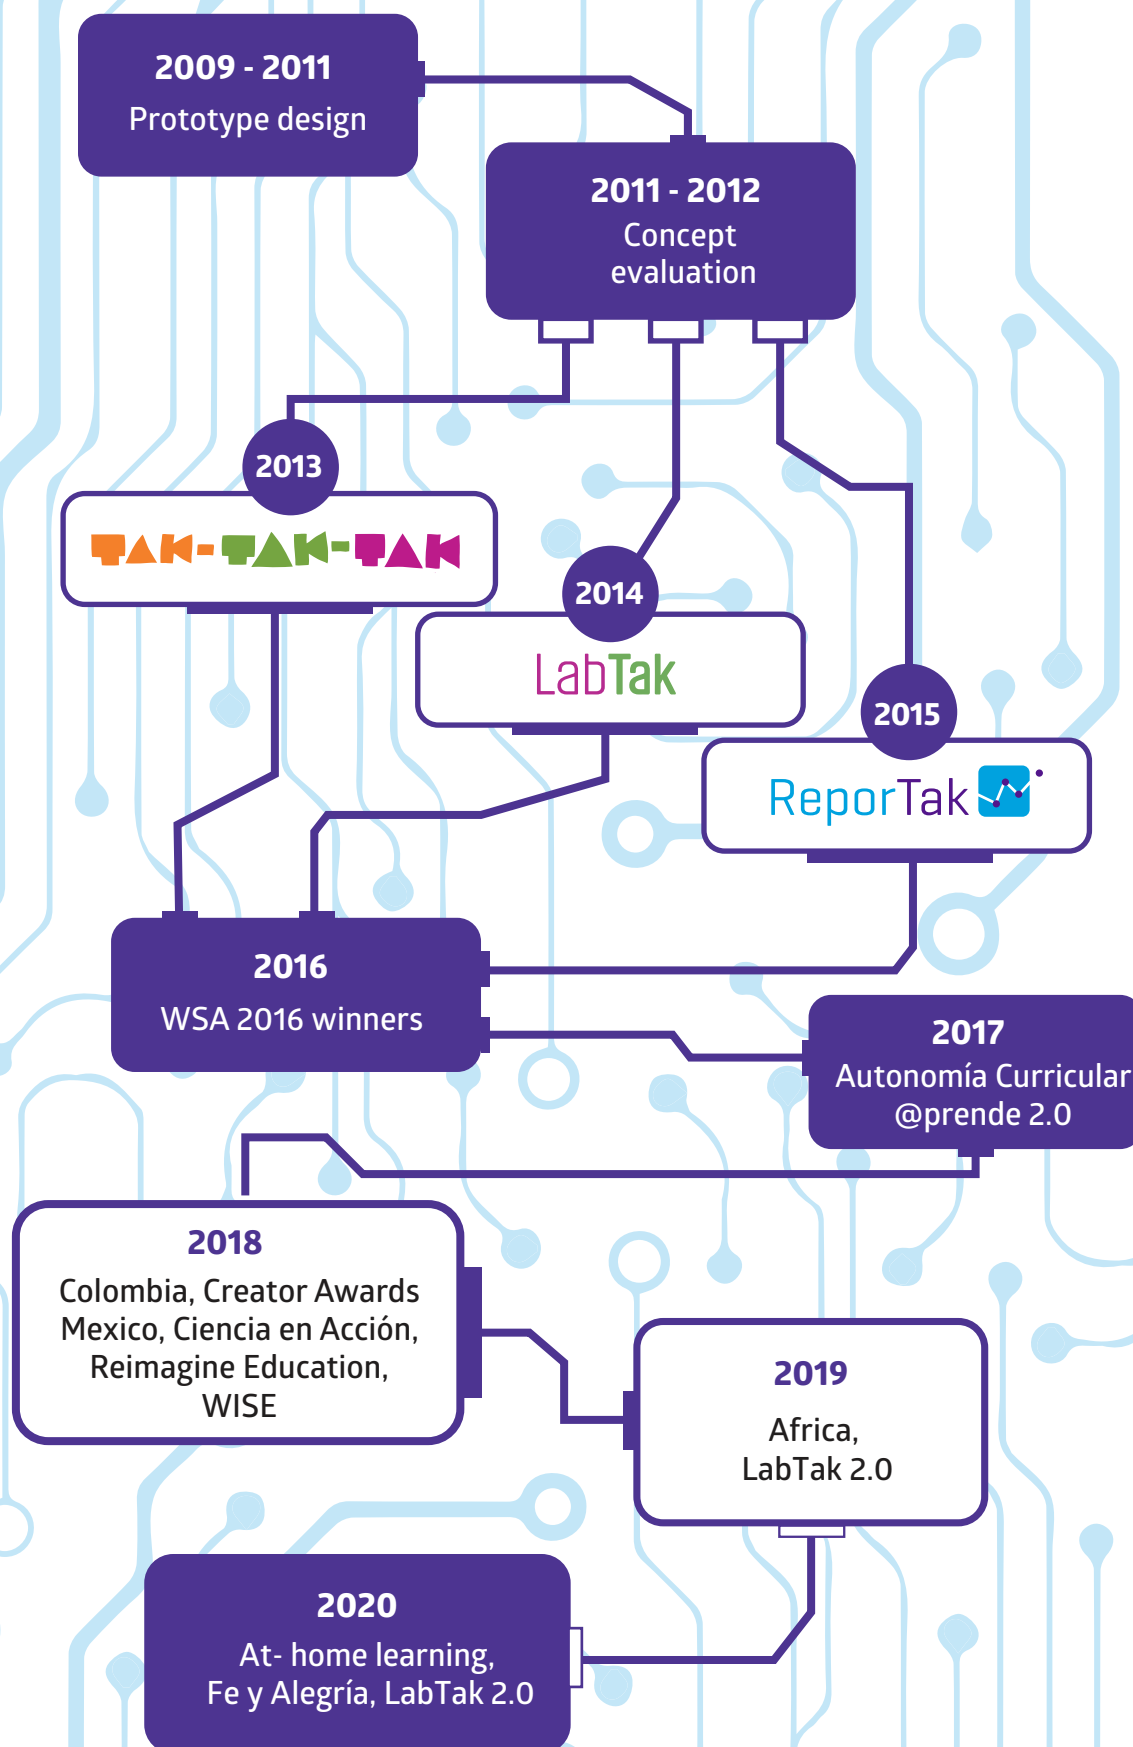 2009 - 2011
Prototype design
2011 - 2012
Concept
evaluation
2013
TAK-TAK-TAK
2014
LabTak
2015
ReporTak
2016
WSA 2016 winners
2017
Autonomía Curricular
@prende 2.0
2018
Colombia, Creator Awards
Mexico, Ciencia en Acción,
Reimagine Education,
WISE
2019
Africa,
LabTak 2.0
2020
At- home learning,
Fe y Alegría, LabTak 2.0